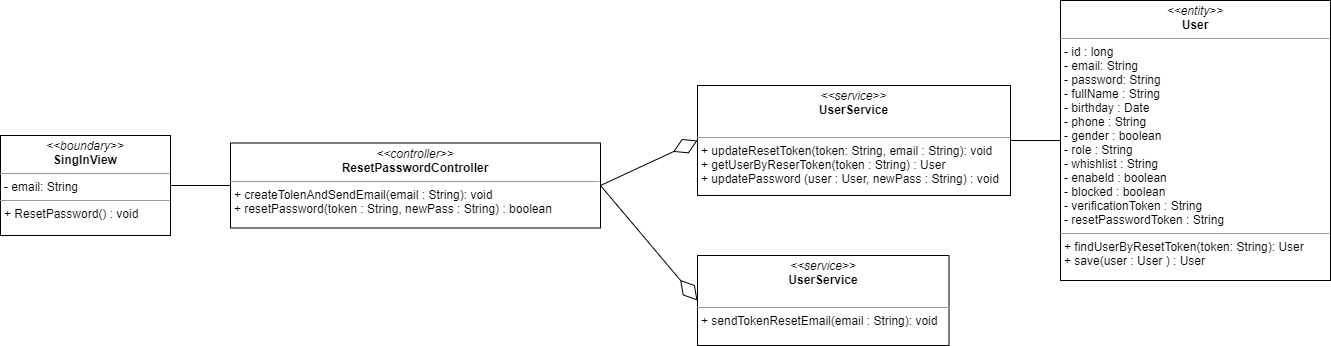 <<boundary>>
SingInView
- email: String
+ ResetPassword() : void
<<controller>>
ResetPasswordController
+ createTolenAndSendEmail(email : String): void
+ resetPassword(token : String, newPass : String) : boolean
<<service>>
UserService
+ updateResetToken(token: String, email : String): void
+ getUserByReserToken(token : String) : User
+ updatePassword (user : User, newPass : String) : void
<<service>>
UserService
+ sendTokenResetEmail(email : String): void
<<entity>>
User
- id : long
- email: String
- password: String
- fullName : String
- birthday : Date
- phone : String
- gender : boolean
- role : String
- whishlist : String
- enabeld : boolean
- blocked : boolean
- verificationToken : String
- resetPasswordToken : String
+ findUserByResetToken(token: String): User
+ save(user : User ) : User